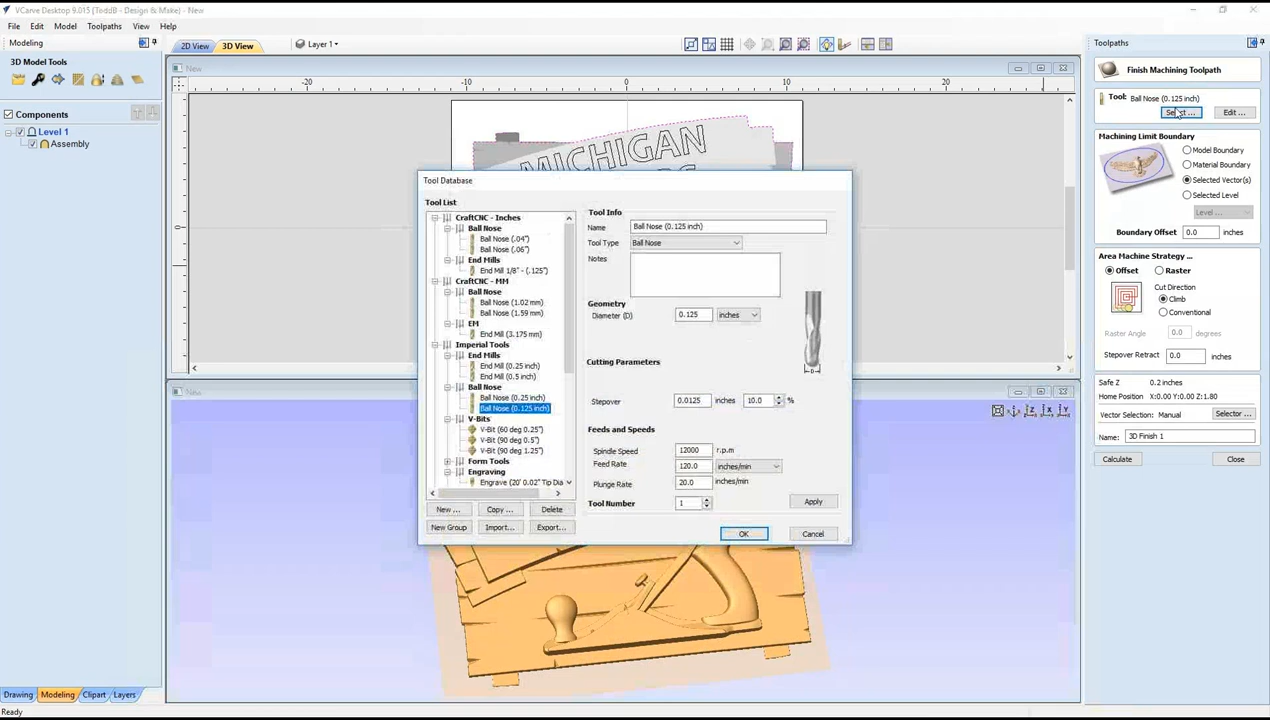 VCarve Desktop 9.015 {ToddB - Design & Make} - New
File Edit Model Toolpaths View Help
Modeling
3D Model Tools
Components
Level 1
Assembly
2D View 3D View Layer 1
New
-20 -10 0 10 20
MICHIGAN
Tool Database
Tool List
CraftCNC - Inches
Ball Nose
Ball Nose (.04")
Ball Nose (.06")
End Mills
End Mill 1/8" - (.125")
CraftCNC - MM
Ball Nose
Ball Nose (1.02 mm)
Ball Nose (1.59 mm)
EM
End Mill (3.175 mm)
Imperial Tools
End Mills
End Mill (0.25 inch)
End Mill (0.5 inch)
Ball Nose
Ball Nose (0.25 inch)
Ball Nose (0.125 inch)
V-Bits
V-Bit (60 deg 0.25")
V-Bit (90 deg 0.5")
V-Bit (90 deg 1.25")
Form Tools
Engraving
Engrave (20° 0.02" Tip Dia
New ... Copy ... Delete
New Group Import... Export...
Tool Info
Name Ball Nose (0.125 inch)
Tool Type Ball Nose
Notes
Geometry
Diameter (D) 0.125 inches
D
Cutting Parameters
Stepover 0.0125 inches 10.0 %
Feeds and Speeds
Spindle Speed 12000 r.p.m
Feed Rate 120.0 inches/min
Plunge Rate 20.0 inches/min
Tool Number 1 Apply
OK Cancel
Toolpaths
Finish Machining Toolpath
Tool: Ball Nose (0.125 inch)
Select ... Edit ...
Machining Limit Boundary
Model Boundary
Material Boundary
Selected Vector(s)
Selected Level
Level ...
Boundary Offset 0.0 inches
Area Machine Strategy ...
Offset Raster
Cut Direction
Climb
Conventional
Raster Angle 0.0 degrees
Stepover Retract 0.0 inches
Safe Z 0.2 inches
Home Position X:0.00 Y:0.00 Z:1.80
Vector Selection: Manual Selector ...
Name: 3D Finish 1
Calculate Close
Drawing Modeling Clipart Layers
Ready